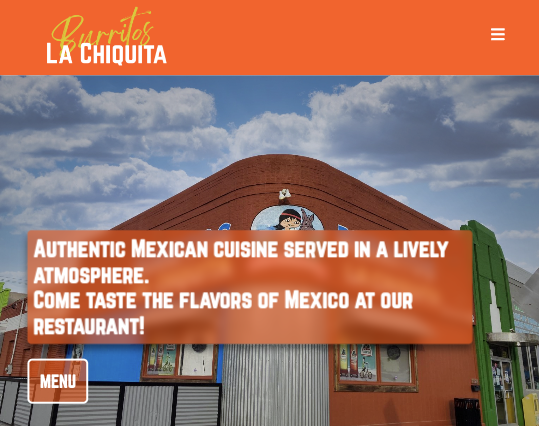 Burritos
LA CHIQUITA
AUTHENTIC MEXICAN CUISINE SERVED IN A LIVELY
ATMOSPHERE.
COME TASTE THE FLAVORS OF MEXICO AT OUR
RESTAURANT!
MENU